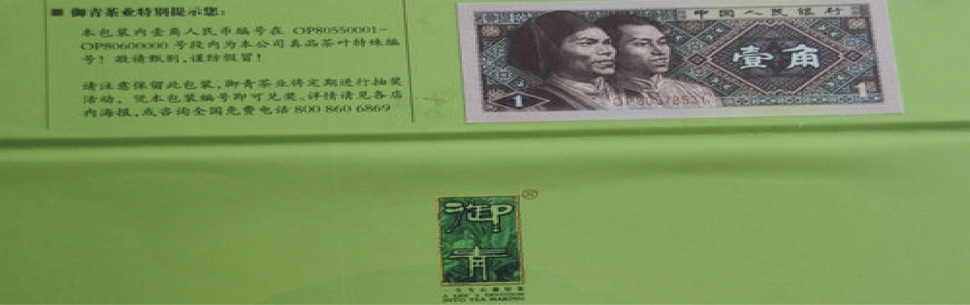 ■ 御青茶业特别提示您:
本包装内壹角人民币编号在 OP80550001-
OP80600000 号段内为本公司真品茶叶特殊编
号！敬请甄别,谨防假冒！
请注意保留此包装,御青茶业将定期进行抽奖
活动, 凭本包装编号即可兑奖。详情请见各店
内海报,或咨询全国免费电话 800 860 6869
中国人民银行
壹角
1
1
御
青
®
INTO TEA MAKING